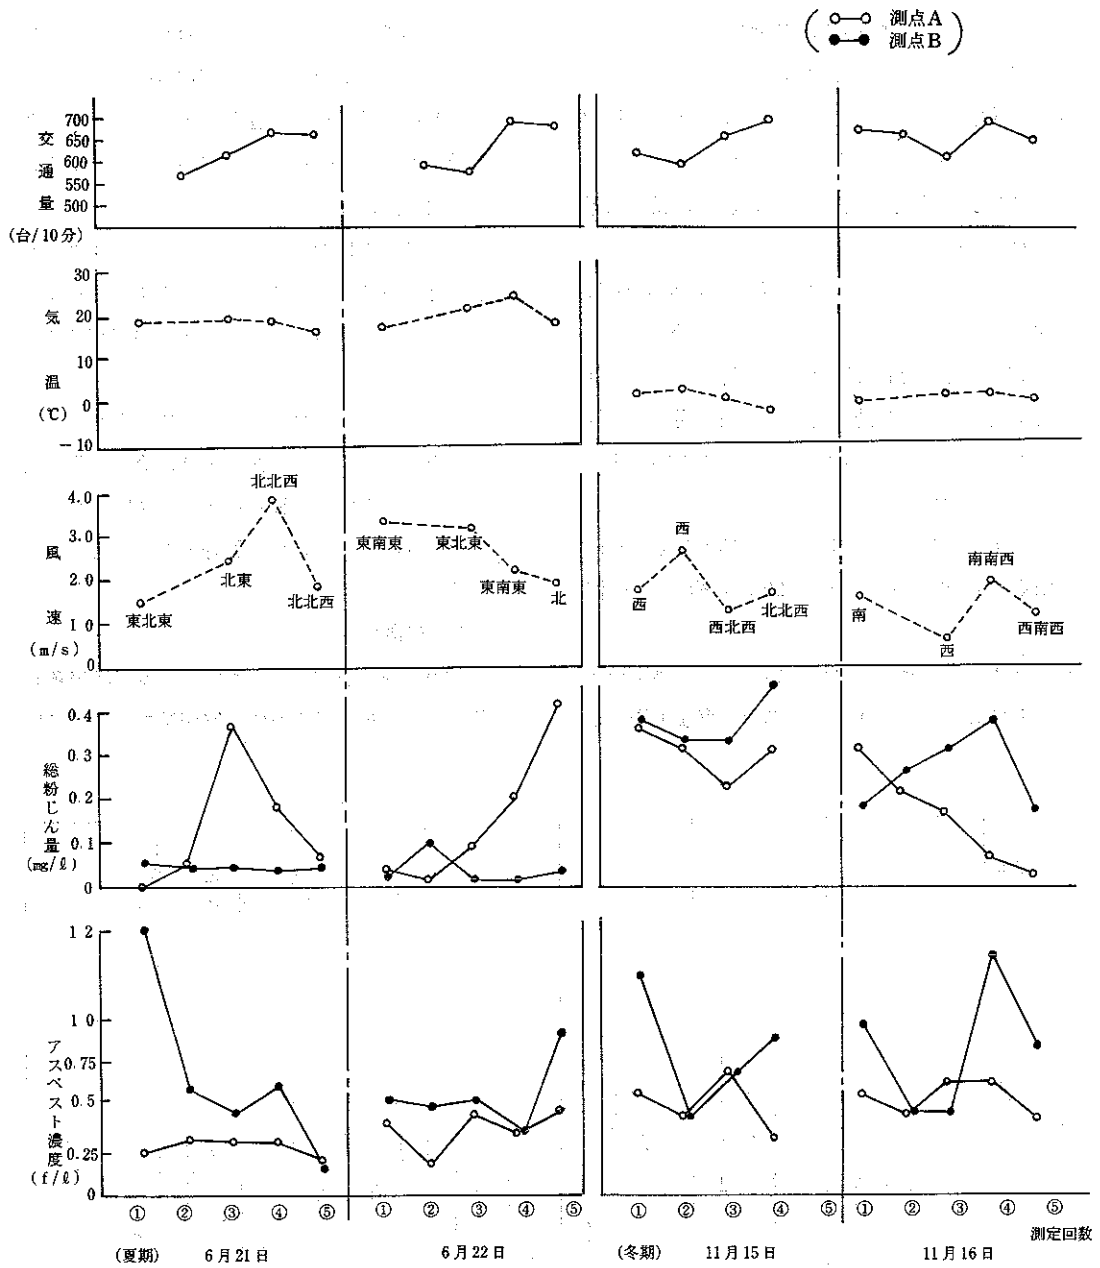 測点A
測点B
交通量
(台/10分)
700
650
600
550
500
気温
(℃)
30
20
10
0
-10
風速
(m/s)
4.0
3.0
2.0
1 0
0
東北東
北東
北北西
北北西
東南東
東北東
東南東
北
西
西
西北西
北北西
南
西
南南西
西南西
総粉じん量
(mg/ℓ)
0.4
0.3
0.2
0.1
0
アスベスト濃度
(f/ℓ)
1 2
1 0
0.75
0.5
0.25
0
① ② ③ ④ ⑤ ① ② ③ ④ ⑤ ① ② ③ ④ ⑤ ① ② ③ ④ ⑤
測定回数
(夏期) 6月21日 6月22日 (冬期) 11月15日 11月16日